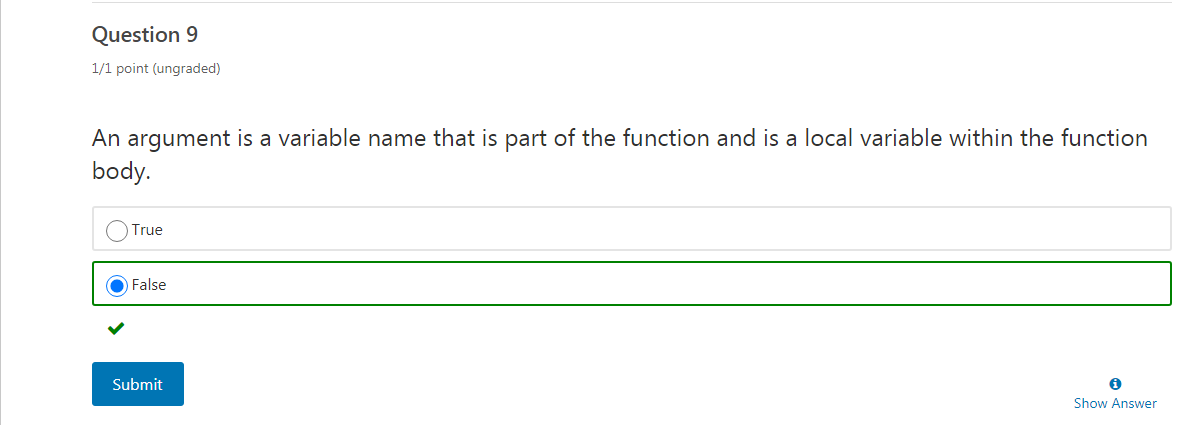 Question 9
1/1 point (ungraded)
An argument is a variable name that is part of the function and is a local variable within the function
body.
True
False
Submit
Show Answer